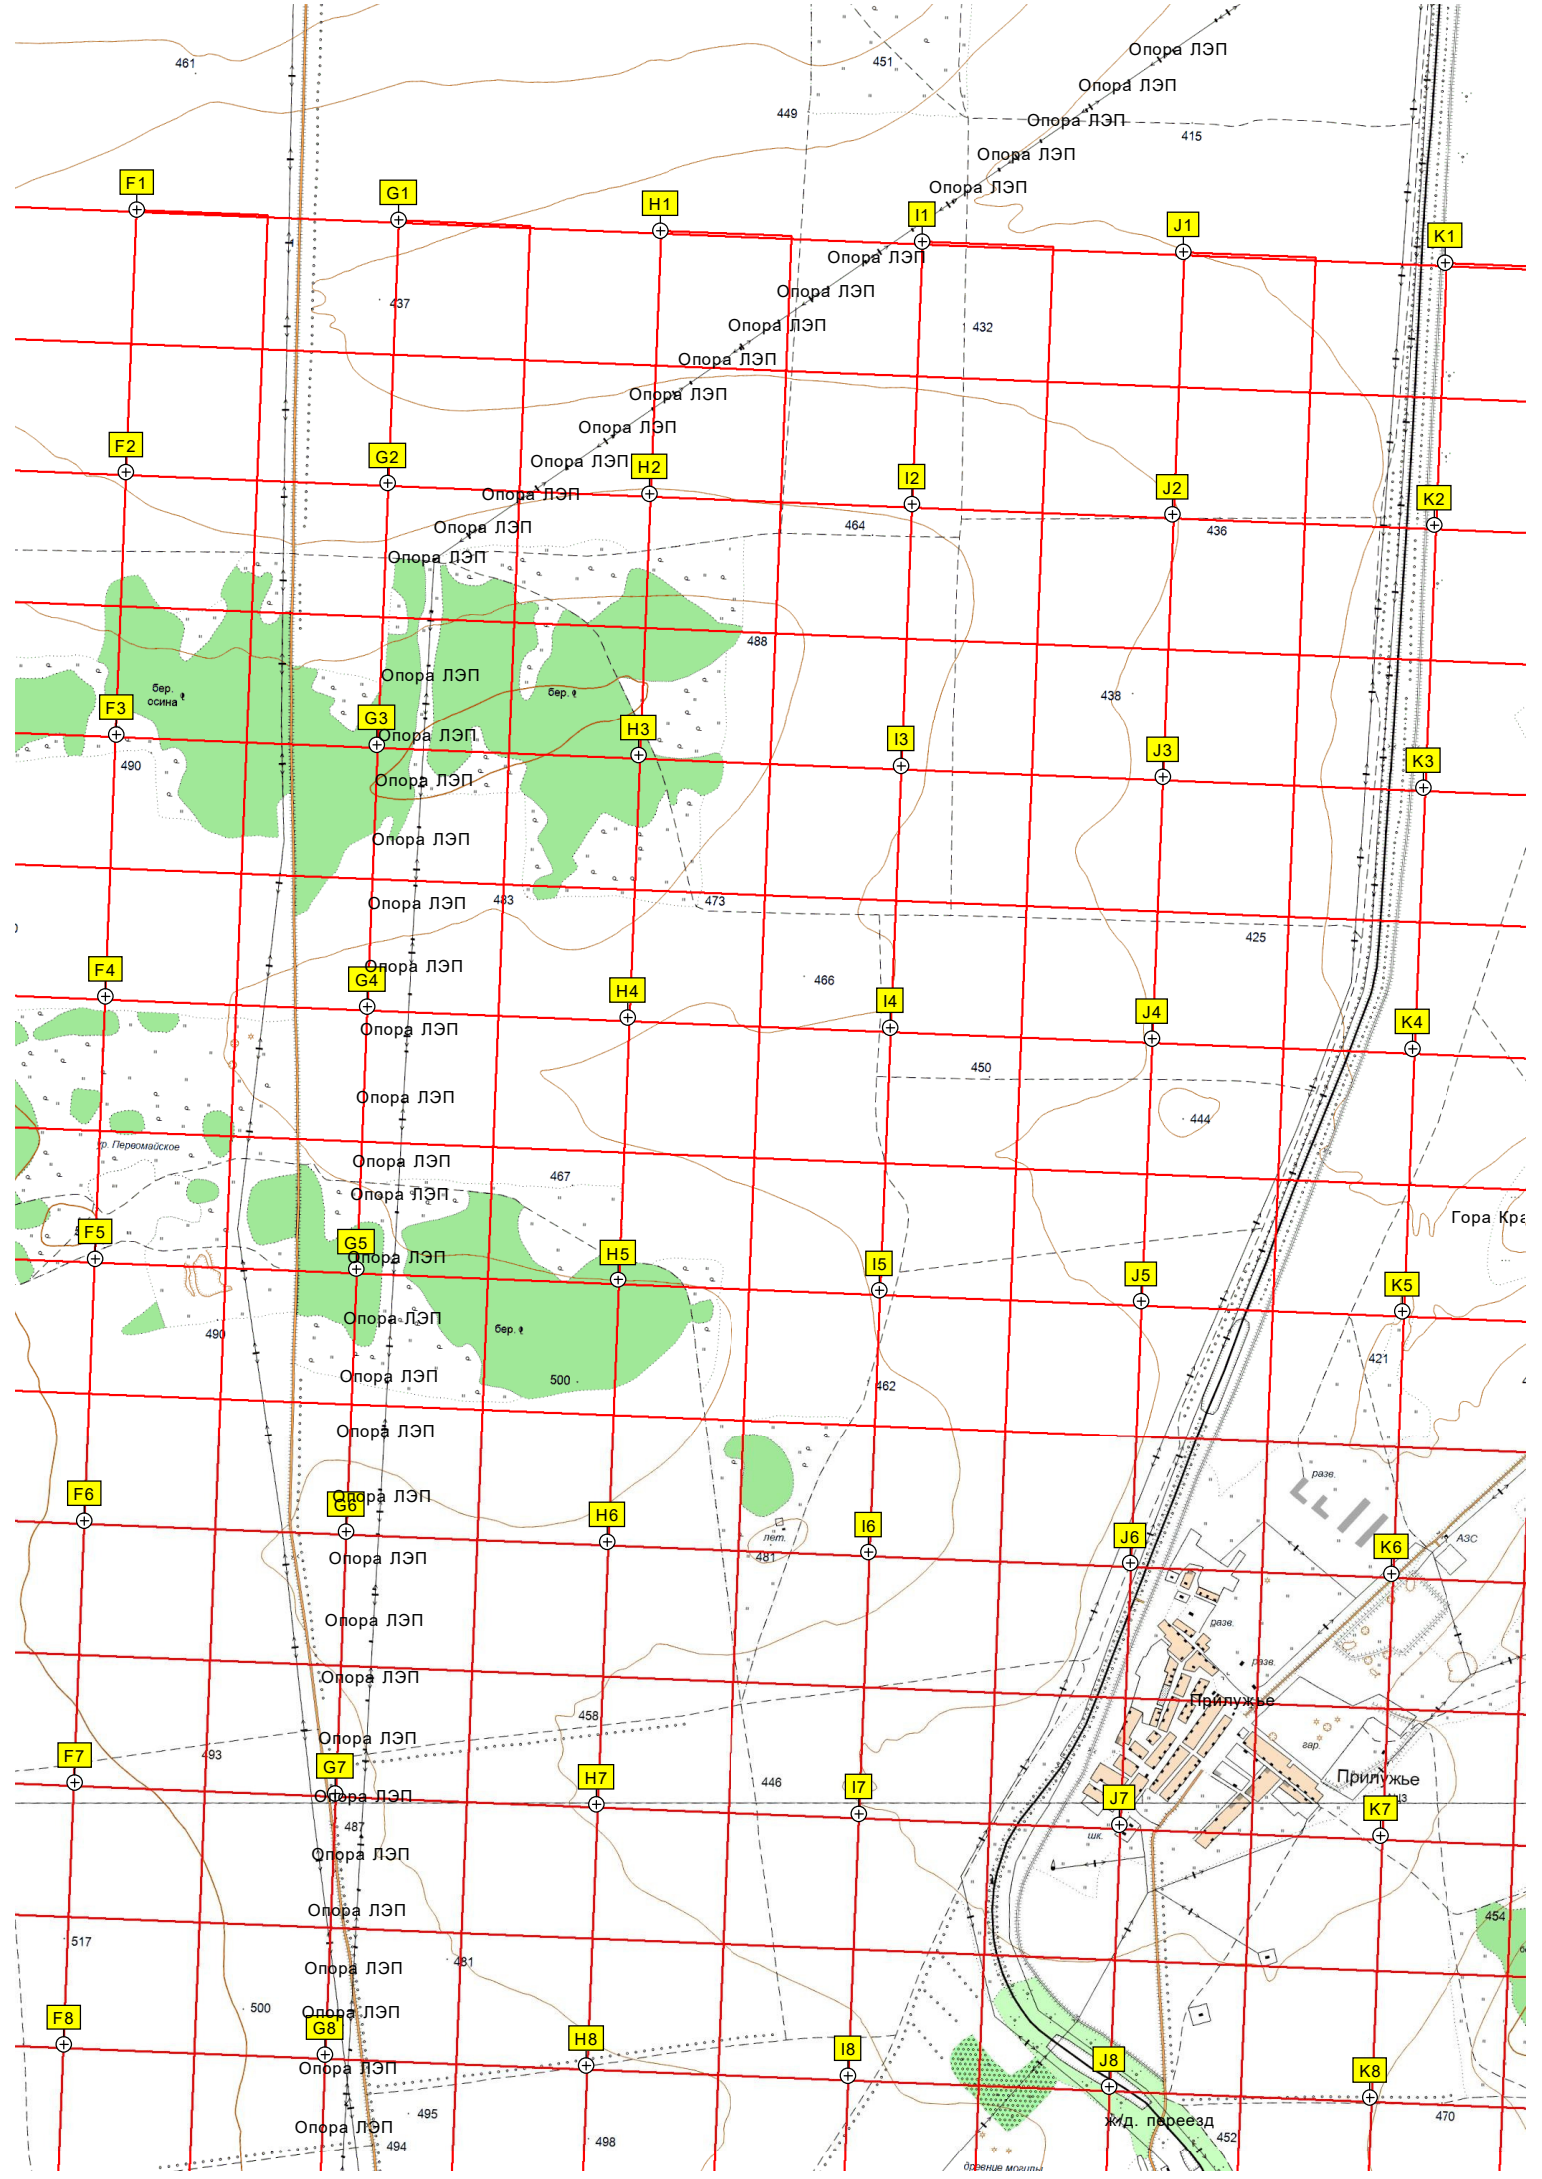 Опора ЛЭП
461
451
Опора ЛЭП
449
Опора ЛЭП
415
Опора ЛЭП
F1
Опора ЛЭП
G1
H1
I1
J1
K1
Опора ЛЭП
Опора ЛЭП
437
Опора ЛЭП
432
Опора ЛЭП
Опора ЛЭП
Опора ЛЭП
F2
G2
Опора ЛЭП
H2
I2
J2
K2
Опора ЛЭП
464
436
Опора ЛЭП
Опора ЛЭП
488
Опора ЛЭП
бер.
осина
бер.
438
F3
G3
Опора ЛЭП
H3
I3
J3
K3
490
Опора ЛЭП
Опора ЛЭП
Опора ЛЭП
483
473
425
F4
Опора ЛЭП
G4
H4
466
I4
J4
K4
Опора ЛЭП
450
Опора ЛЭП
444
ур. Первомайское
Опора ЛЭП
467
Опора ЛЭП
Гора Кра
F5
G5
Опора ЛЭП
H5
I5
J5
K5
490
Опора ЛЭП
бер.
421
Опора ЛЭП
500
462
Опора ЛЭП
разв.
F6
G6
Опора ЛЭП
H6
лет.
I6
J6
K6
АЗС
Опора ЛЭП
481
Опора ЛЭП
разв.
разв.
Опора ЛЭП
Прилужье
458
Опора ЛЭП
493
гар.
F7
G7
H7
446
I7
J7
Прилужье
K7
Опора ЛЭП
487
шк.
Опора ЛЭП
Опора ЛЭП
454
517
Опора ЛЭП
481
500
Опора ЛЭП
F8
G8
H8
I8
J8
K8
Опора ЛЭП
495
470
Опора ЛЭП
ж/д. переезд
494
498
452
древние могилы